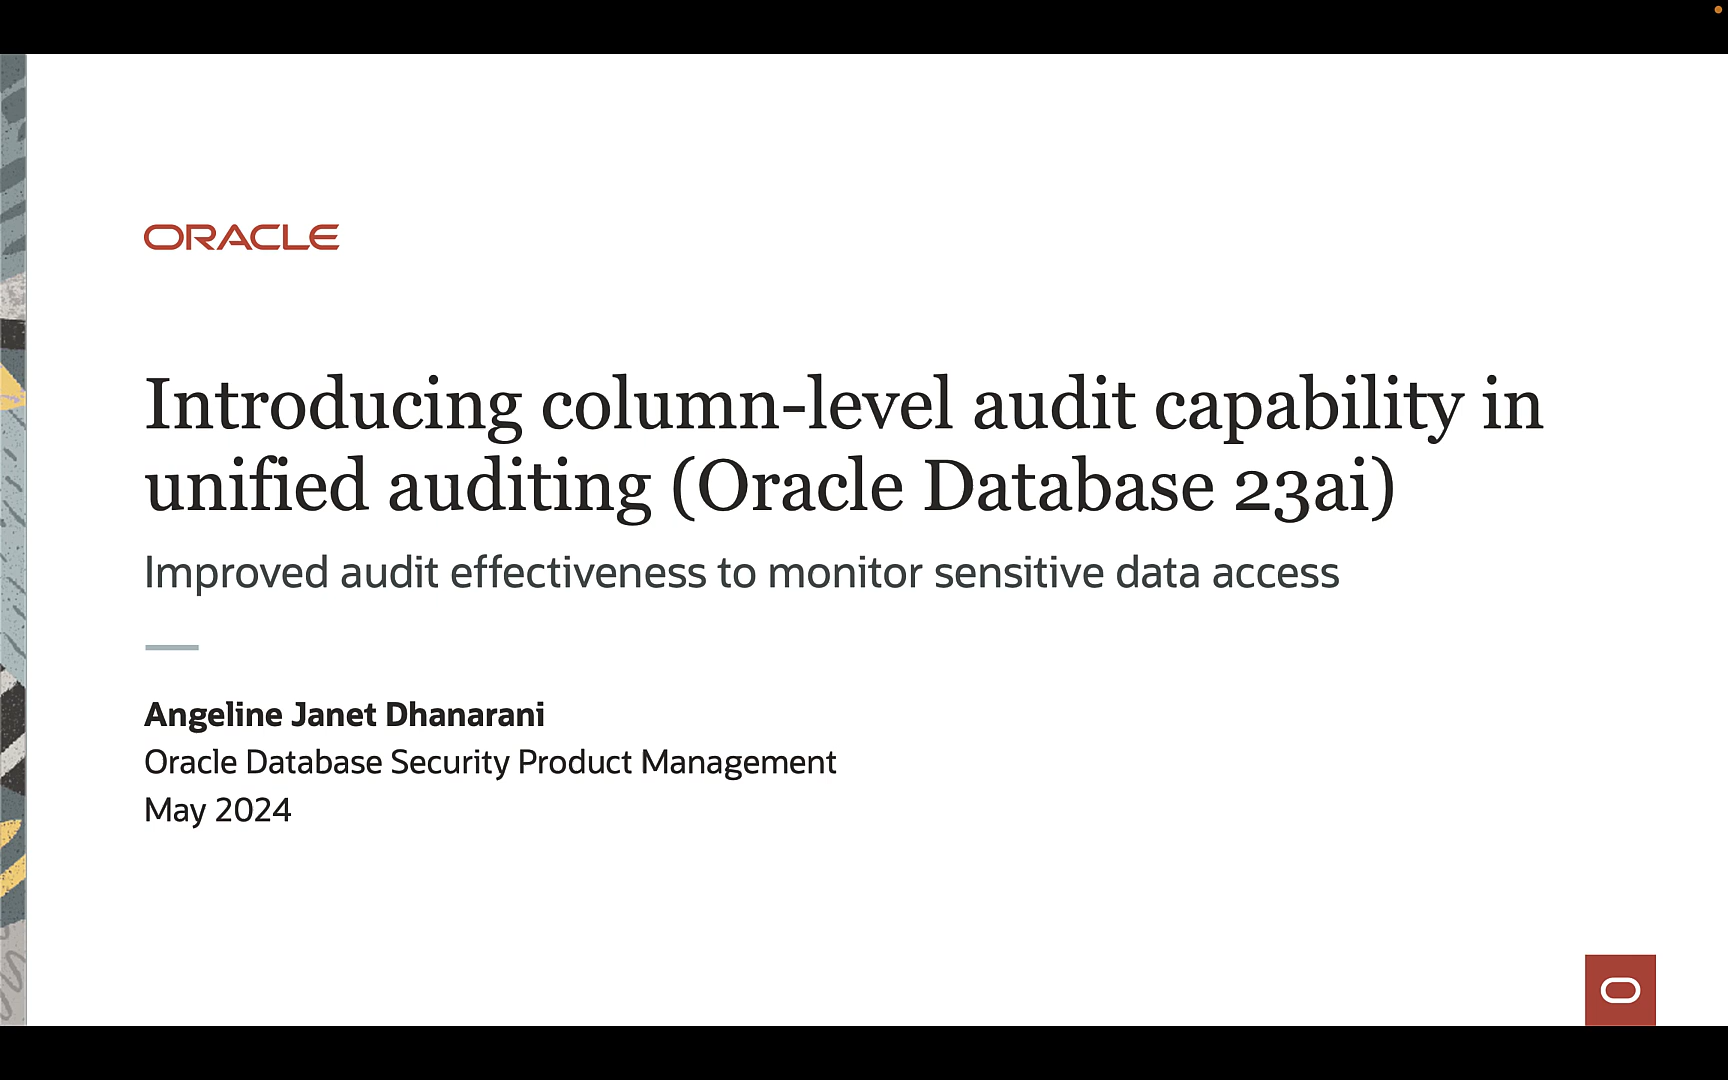 ORACLE
Introducing column-level audit capability in
unified auditing (Oracle Database 23ai)
Improved audit effectiveness to monitor sensitive data access
Angeline Janet Dhanarani
Oracle Database Security Product Management
May 2024